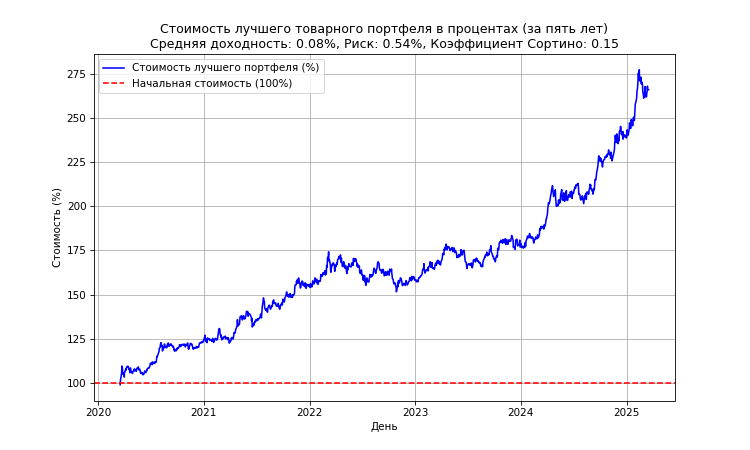 Стоимость лучшего товарного портфеля в процентах (за пять лет)
Средняя доходность: 0.08%, Риск: 0.54%, Коэффициент Сортино: 0.15
Стоимость лучшего портфеля (%)
Начальная стоимость (100%)
Стоимость (%)
275
250
225
200
175
150
125
100
2020
2021
2022
2023
2024
2025
День